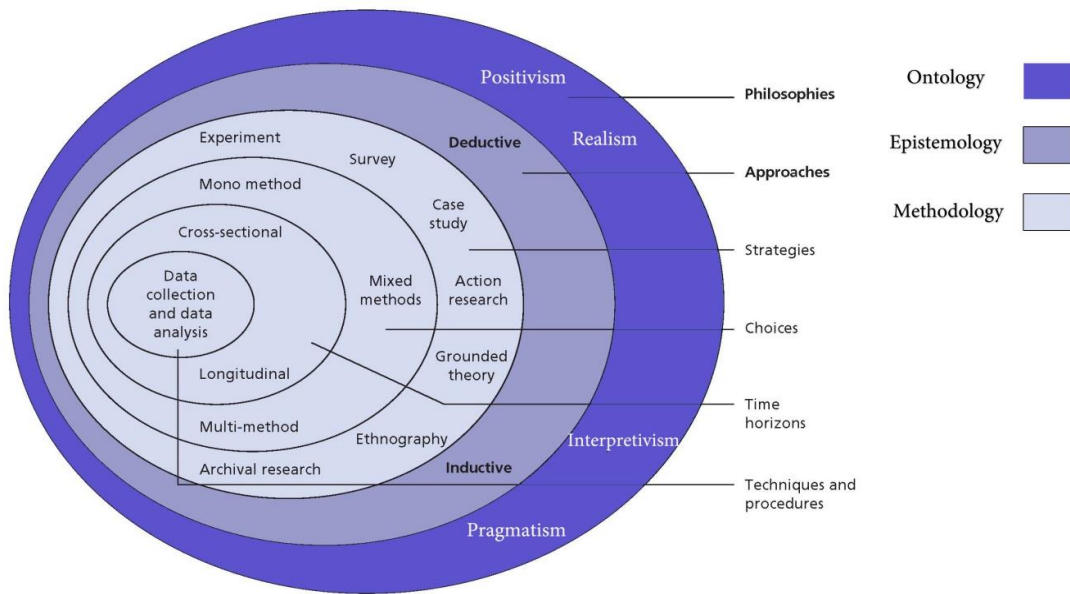 Positivism
Philosophies
Realism
Ontology
Experiment
Survey
Deductive
Approaches
Epistemology
Mono method
Case
study
Methodology
Cross-sectional
Strategies
Data
collection
and data
analysis
Mixed
methods
Action
research
Choices
Longitudinal
Grounded
theory
Time
horizons
Multi-method
Ethnography
Interpretivism
Archival research
Inductive
Techniques and
procedures
Pragmatism